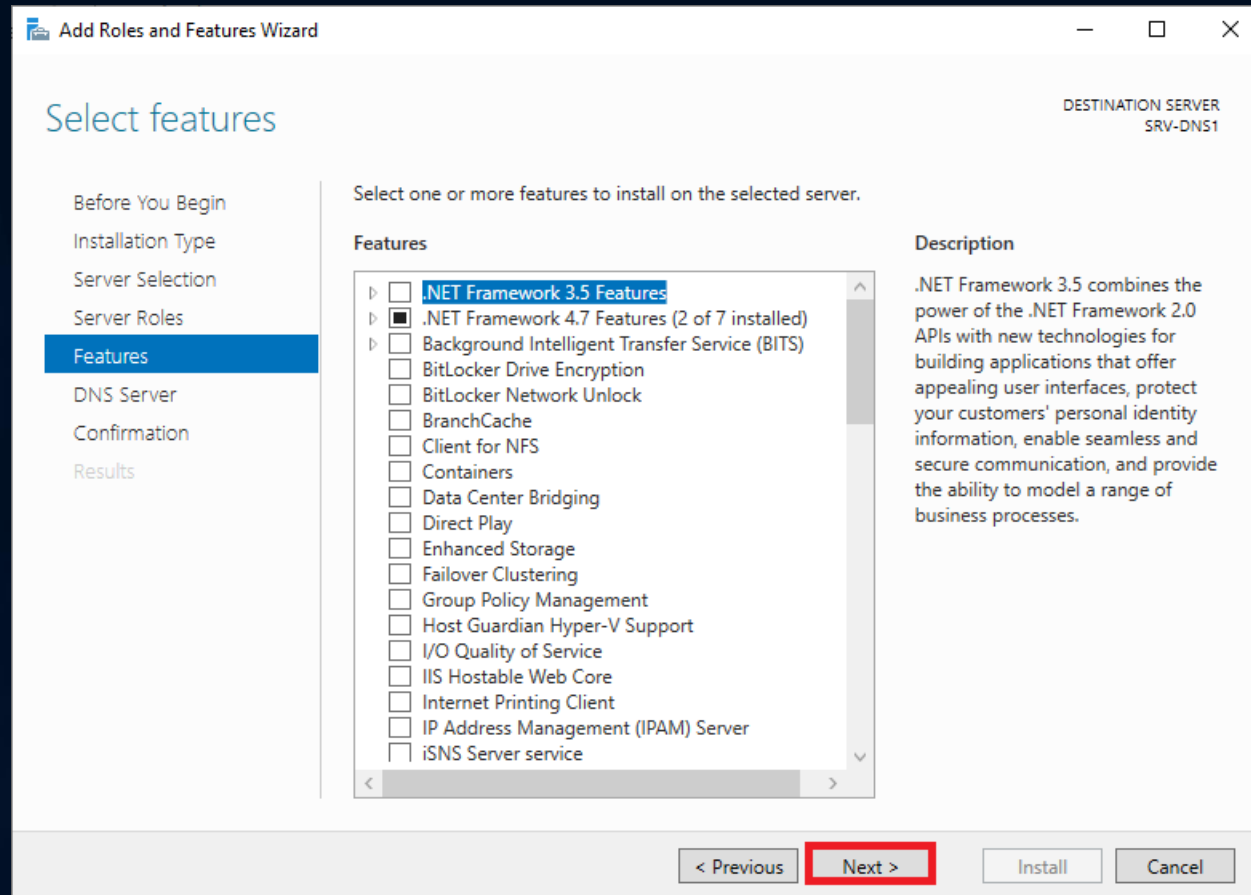 Add Roles and Features Wizard
Select features
DESTINATION SERVER
SRV-DNS1
Before You Begin
Installation Type
Server Selection
Server Roles
Features
DNS Server
Confirmation
Results
Select one or more features to install on the selected server.
Features
.NET Framework 3.5 Features
.NET Framework 4.7 Features (2 of 7 installed)
Background Intelligent Transfer Service (BITS)
BitLocker Drive Encryption
BitLocker Network Unlock
BranchCache
Client for NFS
Containers
Data Center Bridging
Direct Play
Enhanced Storage
Failover Clustering
Group Policy Management
Host Guardian Hyper-V Support
I/O Quality of Service
IIS Hostable Web Core
Internet Printing Client
IP Address Management (IPAM) Server
iSNS Server service
Description
.NET Framework 3.5 combines the
power of the .NET Framework 2.0
APIs with new technologies for
building applications that offer
appealing user interfaces, protect
your customers' personal identity
information, enable seamless and
secure communication, and provide
the ability to model a range of
business processes.
< Previous
Next >
Install
Cancel